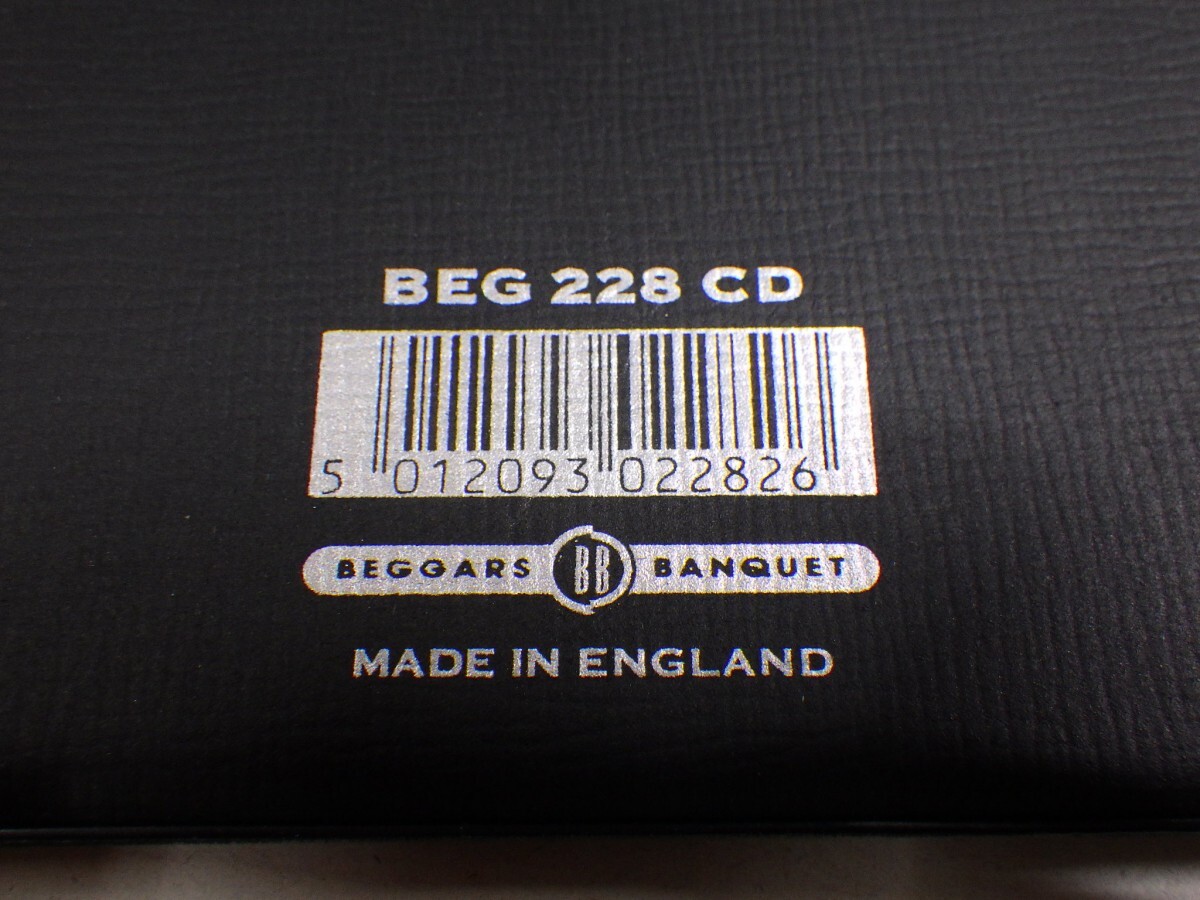 BEG 228 CD
5 012093 022826
BEGGARS BB BANQUET
MADE IN ENGLAND